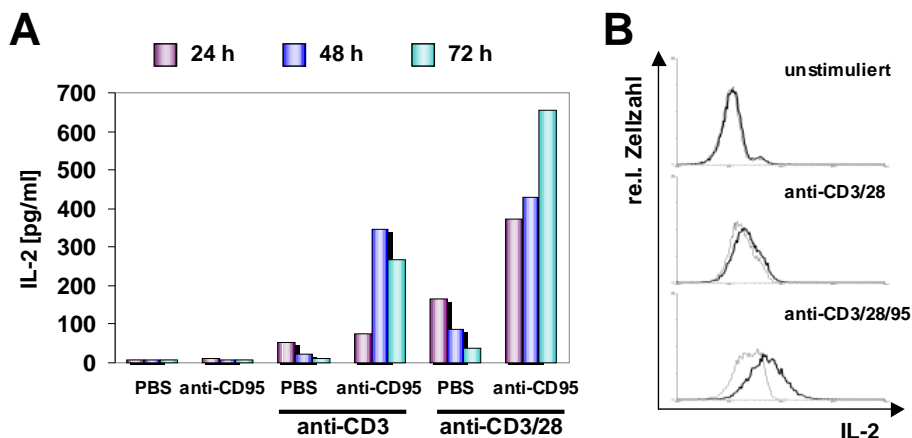 A
24 h 48 h 72 h
IL-2 [pg/ml]
700
600
500
400
300
200
100
0
PBS anti-CD95 PBS anti-CD95 PBS anti-CD95
anti-CD3 anti-CD3/28
B
re.l. Zellzahl
unstimuliert
anti-CD3/28
anti-CD3/28/95
IL-2